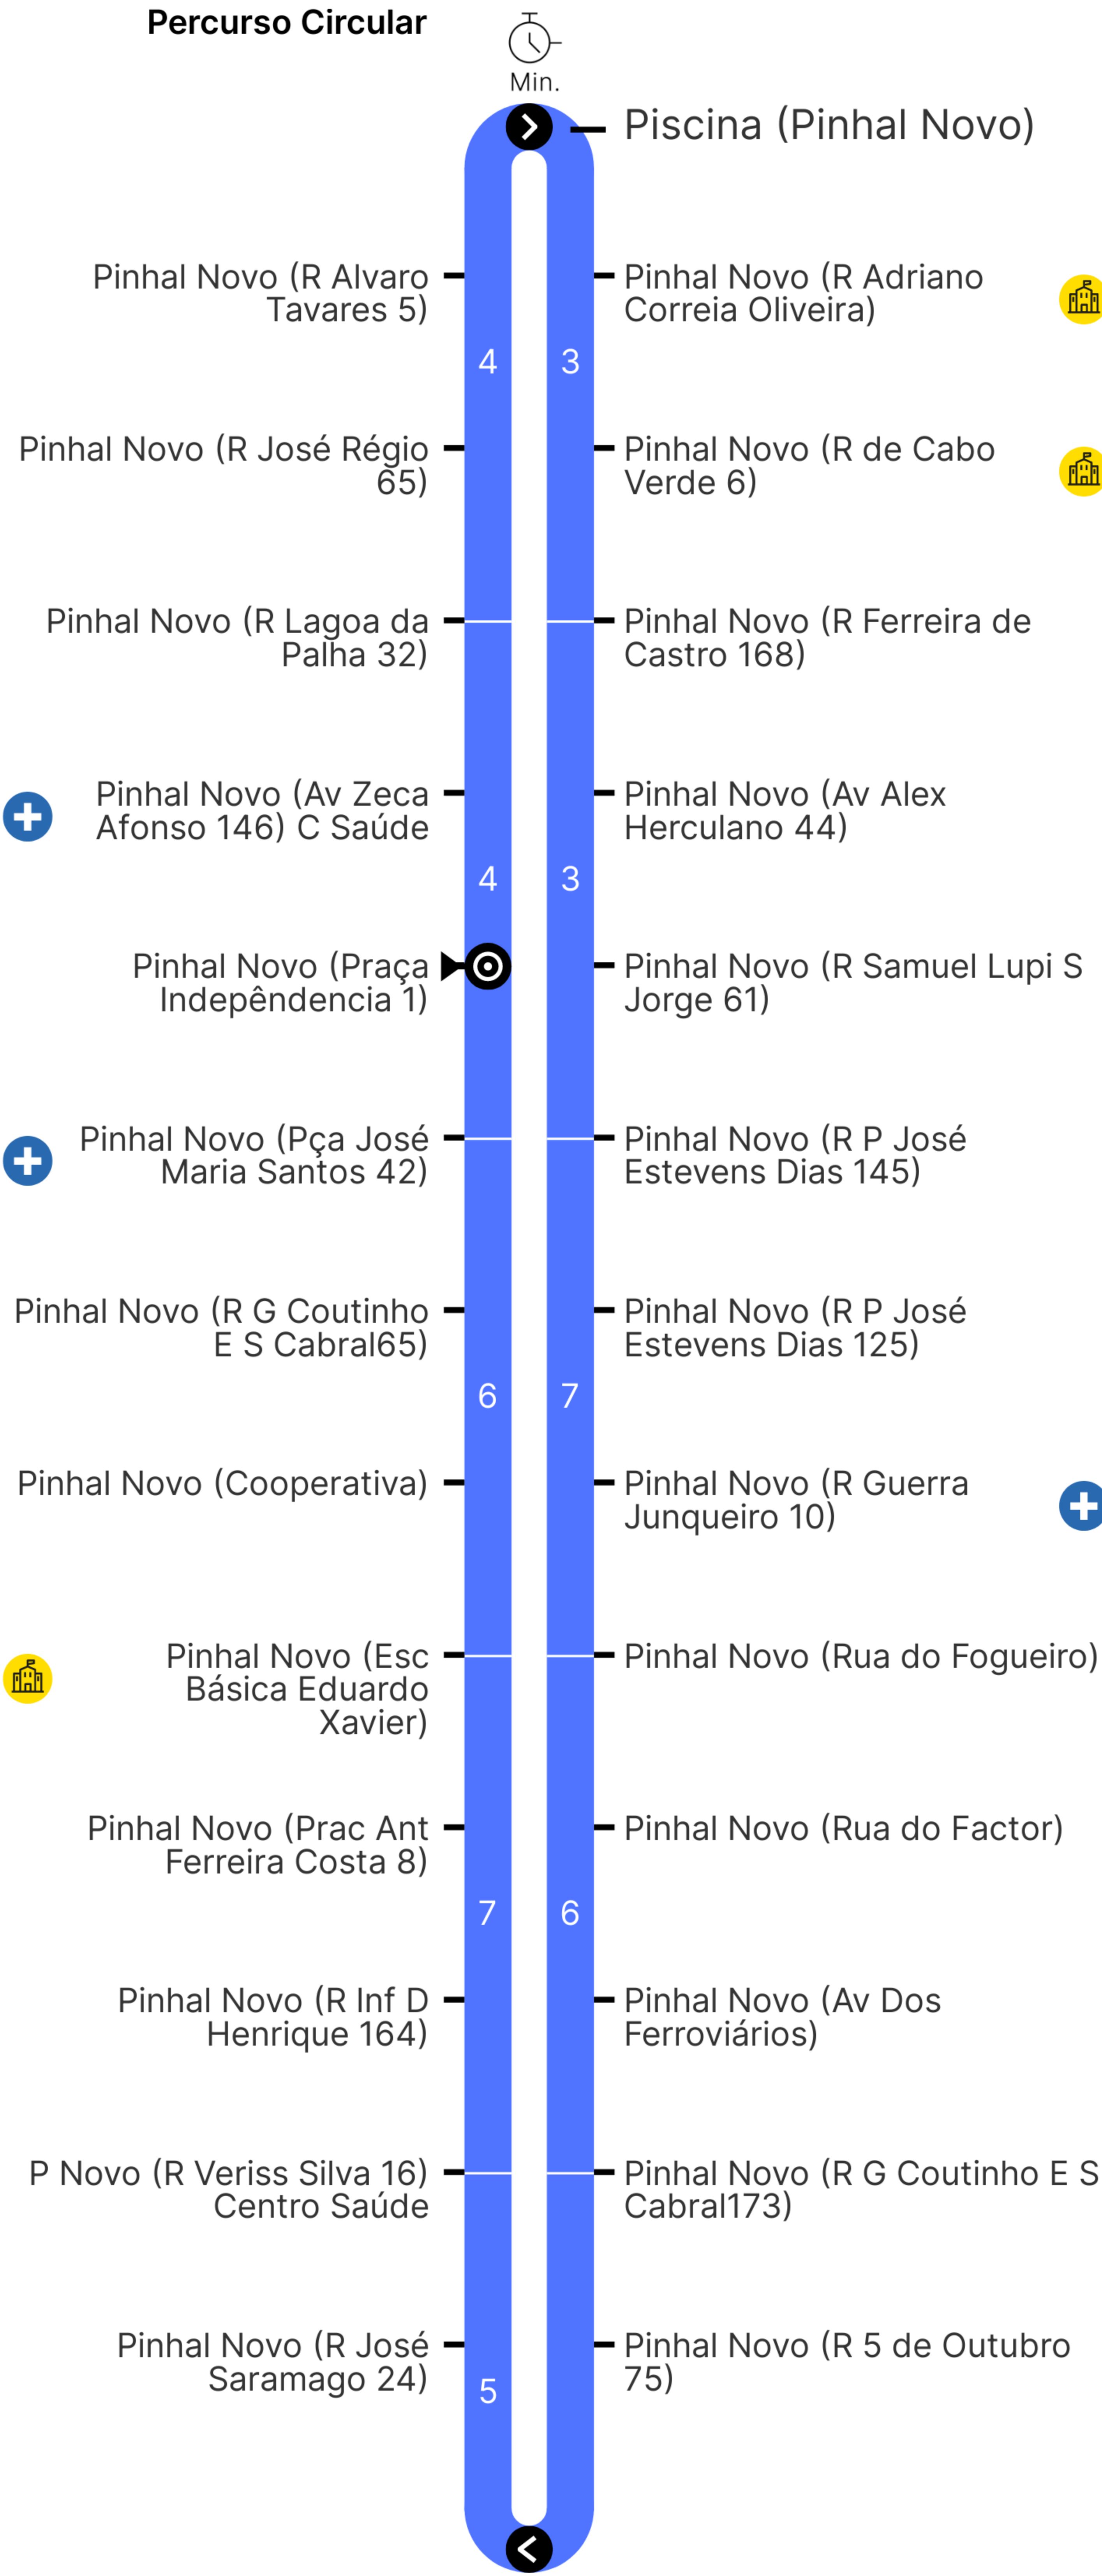 Percurso Circular
Min.
Piscina (Pinhal Novo)
Pinhal Novo (R Alvaro
Tavares 5)
Pinhal Novo (R Adriano
Correia Oliveira)
4
3
Pinhal Novo (R José Régio
65)
Pinhal Novo (R de Cabo
Verde 6)
Pinhal Novo (R Lagoa da
Palha 32)
Pinhal Novo (R Ferreira de
Castro 168)
Pinhal Novo (Av Zeca
Afonso 146) C Saúde
Pinhal Novo (Av Alex
Herculano 44)
4
3
Pinhal Novo (Praça
Indepêndencia 1)
Pinhal Novo (R Samuel Lupi S
Jorge 61)
Pinhal Novo (Pça José
Maria Santos 42)
Pinhal Novo (R P José
Estevens Dias 145)
Pinhal Novo (R G Coutinho
E S Cabral65)
Pinhal Novo (R P José
Estevens Dias 125)
6
7
Pinhal Novo (Cooperativa)
Pinhal Novo (R Guerra
Junqueiro 10)
Pinhal Novo (Esc
Básica Eduardo
Xavier)
Pinhal Novo (Rua do Fogueiro)
Pinhal Novo (Prac Ant
Ferreira Costa 8)
Pinhal Novo (Rua do Factor)
7
6
Pinhal Novo (R Inf D
Henrique 164)
Pinhal Novo (Av Dos
Ferroviários)
P Novo (R Veriss Silva 16)
Centro Saúde
Pinhal Novo (R G Coutinho E S
Cabral173)
Pinhal Novo (R José
Saramago 24)
Pinhal Novo (R 5 de Outubro
75)
5